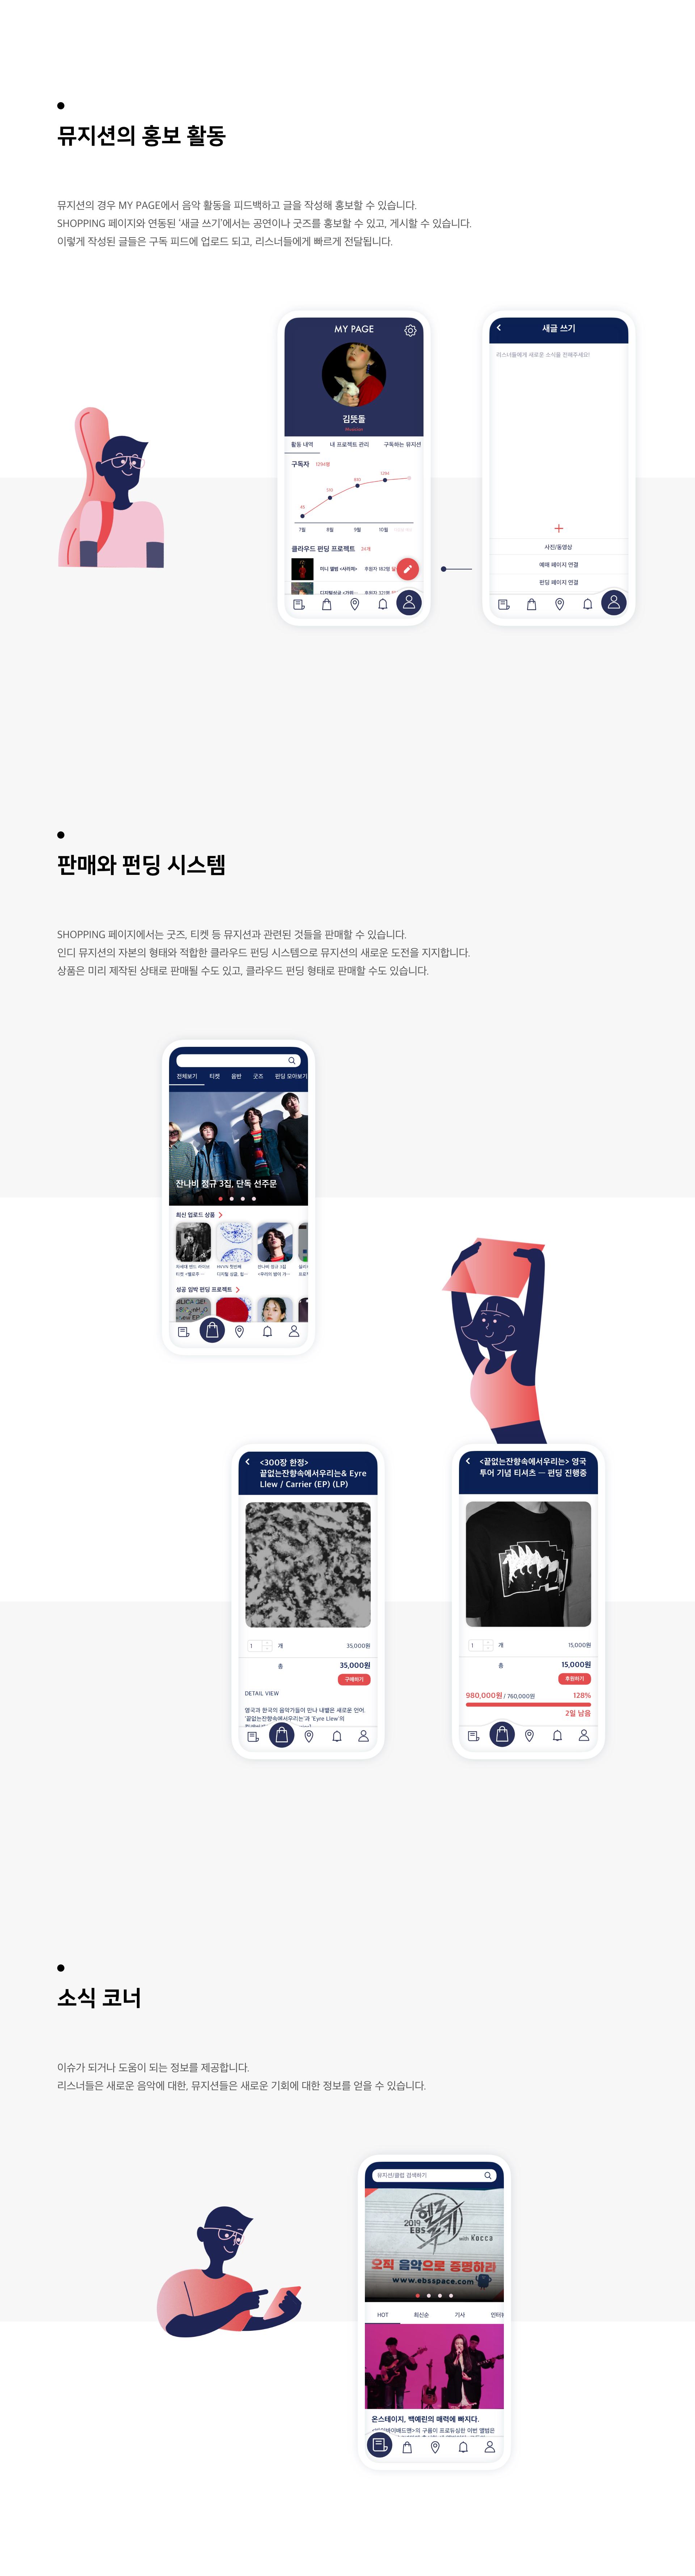 뮤지션의 홍보 활동
뮤지션의 경우 MY PAGE에서 음악 활동을 피드백하고 글을 작성해 홍보할 수 있습니다.
SHOPPING 페이지와 연동된 '새글 쓰기'에서는 공연이나 굿즈를 홍보할 수 있고, 게시할 수 있습니다.
이렇게 작성된 글들은 구독 피드에 업로드 되고, 리스너들에게 빠르게 전달됩니다.
MY PAGE
김뜻돌
Musician
활동 내역 내 프로젝트 관리 구독하는 뮤지션
구독자 1294명
45
7월 8월 9월 10월
클라우드 펀딩 프로젝트 24개
미니 앨범 <사라져> 후원자 182명
새글 쓰기
리스너들에게 새로운 소식을 전해주세요!
+
사진/동영상
예매 페이지 연결
펀딩 페이지 연결
판매와 펀딩 시스템
SHOPPING 페이지에서는 굿즈, 티켓 등 뮤지션과 관련된 것들을 판매할 수 있습니다.
인디 뮤지션의 자본의 형태와 적합한 클라우드 펀딩 시스템으로 뮤지션의 새로운 도전을 지지합니다.
상품은 미리 제작된 상태로 판매될 수도 있고, 클라우드 펀딩 형태로 판매할 수도 있습니다.
전체보기 티켓 음반 굿즈 펀딩 모아보기
잔나비 정규 3집, 단독 선주문
최신 업로드 상품
성공 임박 펀딩 프로젝트
<300장 한정>
끝없는잔향속에서우리는& Eyre
Llew / Carrier (EP) (LP)
1 개 35,000원
총 35,000원
구매하기
DETAIL VIEW
영국과 한국의 음악가들이 만나 내뱉은 새로운 언어.
'끝없는잔향속에서우리는'과 'Eyre Llew'의
<끝없는잔향속에서우리는> 영국
투어 기념 티셔츠 — 펀딩 진행중
1 개 15,000원
총 15,000원
후원하기
980,000원 / 760,000원 128%
2일 남음
소식 코너
이슈가 되거나 도움이 되는 정보를 제공합니다.
리스너들은 새로운 음악에 대한, 뮤지션들은 새로운 기회에 대한 정보를 얻을 수 있습니다.
뮤지션/클럽 검색하기
2019
EBS
헬로루키
with Kocca
오직 음악으로 증명하라
www.ebsspace.com
HOT 최신순 기사
온스테이지, 백예린의 매력에 빠지다.
구름이 프로듀싱한 이번 앨범은